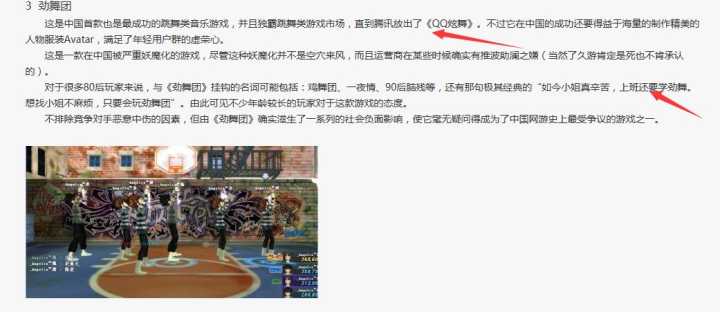 3 劲舞团
这是中国首款也是最成功的跳舞类音乐游戏，并且独霸跳舞类游戏市场，直到腾讯放出了《QQ炫舞》。不过它在中国的成功还要得益于海量的制作精美的
人物服装Avatar，满足了年轻用户群的虚荣心。
这是一款在中国被严重妖魔化的游戏，尽管这种妖魔化并不是空穴来风，而且运营商在某些时候确实有推波助澜之嫌（当然了久游肯定是死也不肯承认
的）。
对于很多80后玩家来说，与《劲舞团》挂钩的名词可能包括：鸡舞团、一夜情、90后脑残等，还有那句极其经典的“如今小姐真辛苦，上班还要学劲舞。
想找小姐不麻烦，只要会玩劲舞团”。由此可见不少年龄较长的玩家对于这款游戏的态度。
不排除竞争对手恶意中伤的因素，但由《劲舞团》确实滋生了一系列的社会负面影响，使它毫无疑问得成为了中国网游史上最受争议的游戏之一。